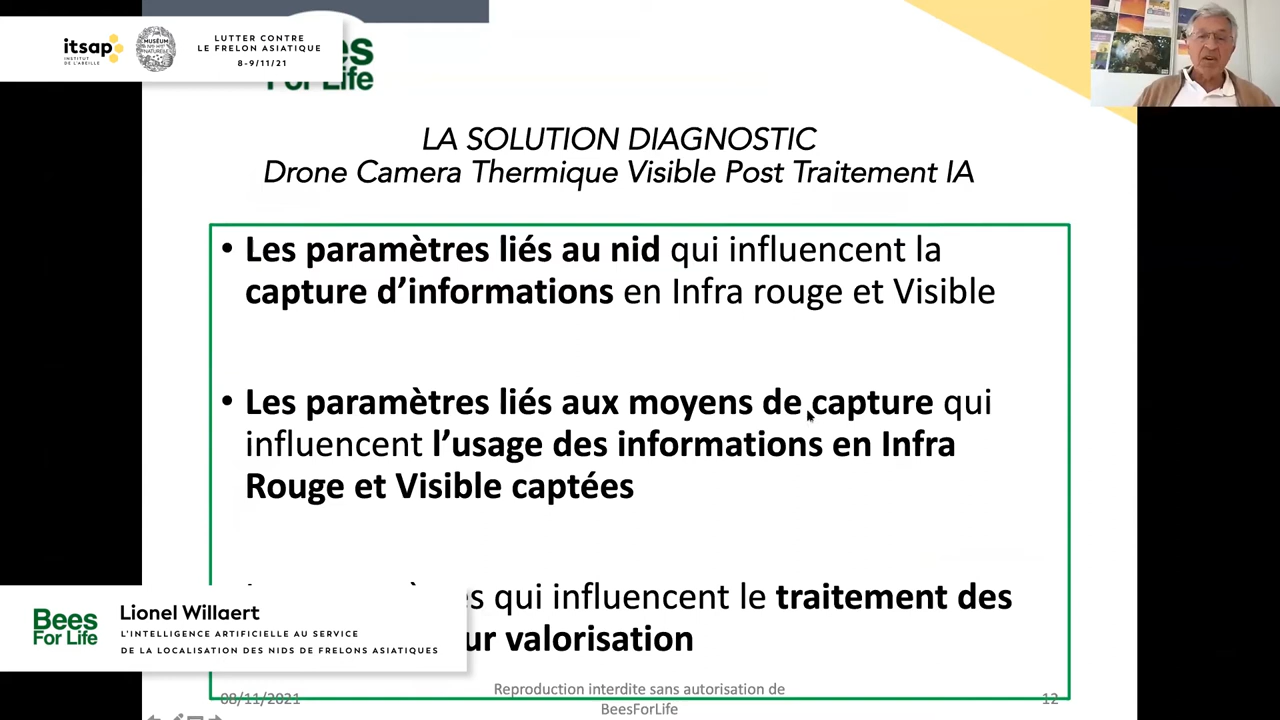 itsap
INSTITUT
DE L'ABEILLE
MUSÉUM
LUTTER CONTRE
LE FRELON ASIATIQUE
8-9/11/21
For Life
LA SOLUTION DIAGNOSTIC
Drone Camera Thermique Visible Post Traitement IA
• Les paramètres liés au nid qui influencent la
capture d'informations en Infra rouge et Visible
• Les paramètres liés aux moyens de capture qui
influencent l'usage des informations en Infra
Rouge et Visible captées
qui influencent le traitement des
valorisation
Bees
For Life
Lionel Willaert
L'INTELLIGENCE ARTIFICIELLE AU SERVICE
DE LA LOCALISATION DES NIDS DE FRELONS ASIATIQUES
08/11/2021
Reproduction interdite sans autorisation de
BeesForLife
12